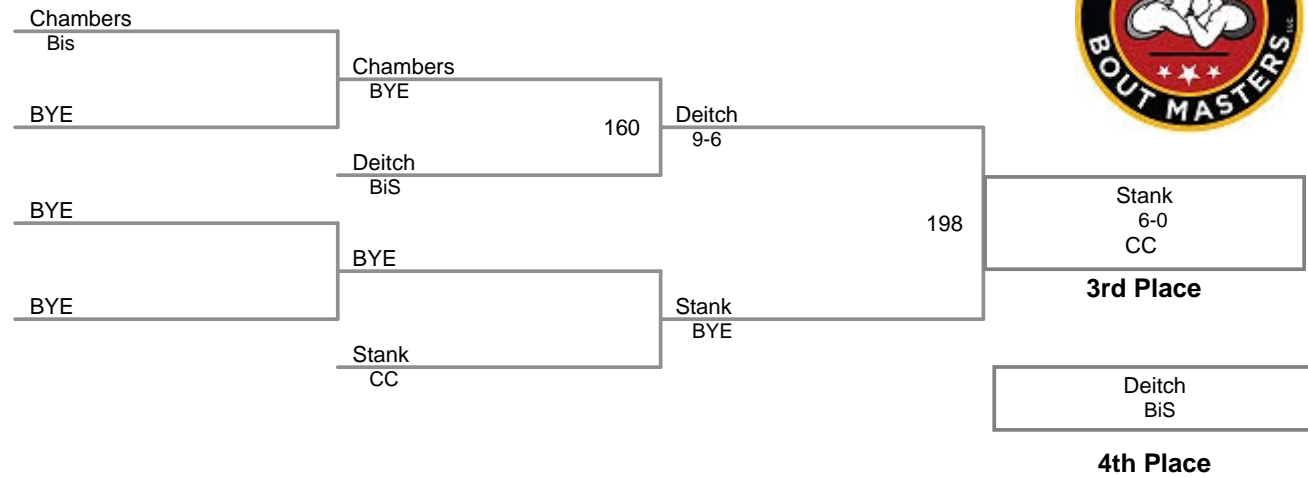 Chambers
Bis
BYE
BYE
BYE
Chambers
BYE
160
Deitch
BiS
BYE
Stank
CC
Deitch
9-6
198
Stank
BYE
BOUT MASTERS LLC.
Stank
6-0
CC
3rd Place
Deitch
BiS
4th Place